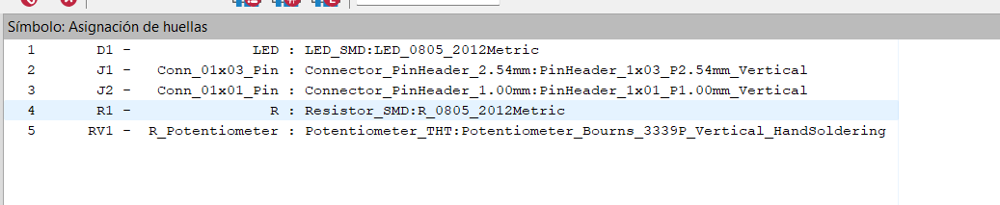 Símbolo: Asignación de huellas
1 D1 - LED : LED_SMD:LED_0805_2012Metric
2 J1 - Conn_01x03_Pin : Connector_PinHeader_2.54mm:PinHeader_1x03_P2.54mm_Vertical
3 J2 - Conn_01x01_Pin : Connector_PinHeader_1.00mm:PinHeader_1x01_P1.00mm_Vertical
4 R1 - R : Resistor_SMD:R_0805_2012Metric
5 RV1 - R_Potentiometer : Potentiometer_THT:Potentiometer_Bourns_3339P_Vertical_HandSoldering